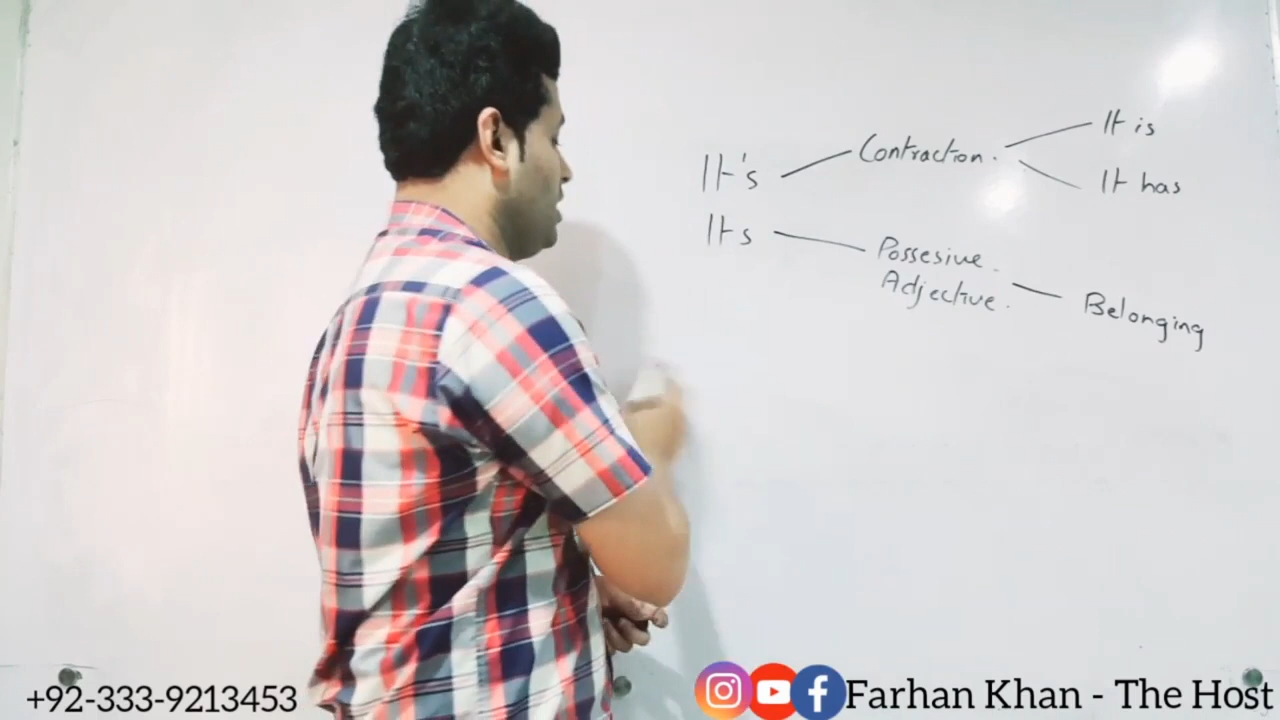 It's Contraction. It is
It has
Its Possesive
Adjective. Belonging
+92-333-9213453
Farhan Khan - The Host